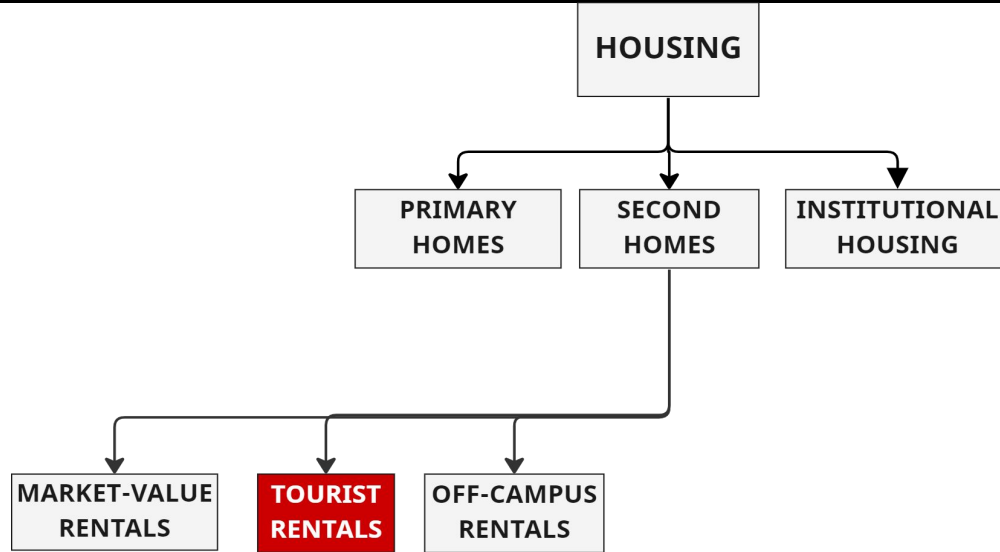 HOUSING
PRIMARY
HOMES
SECOND
HOMES
INSTITUTIONAL
HOUSING
MARKET-VALUE
RENTALS
TOURIST
RENTALS
OFF-CAMPUS
RENTALS